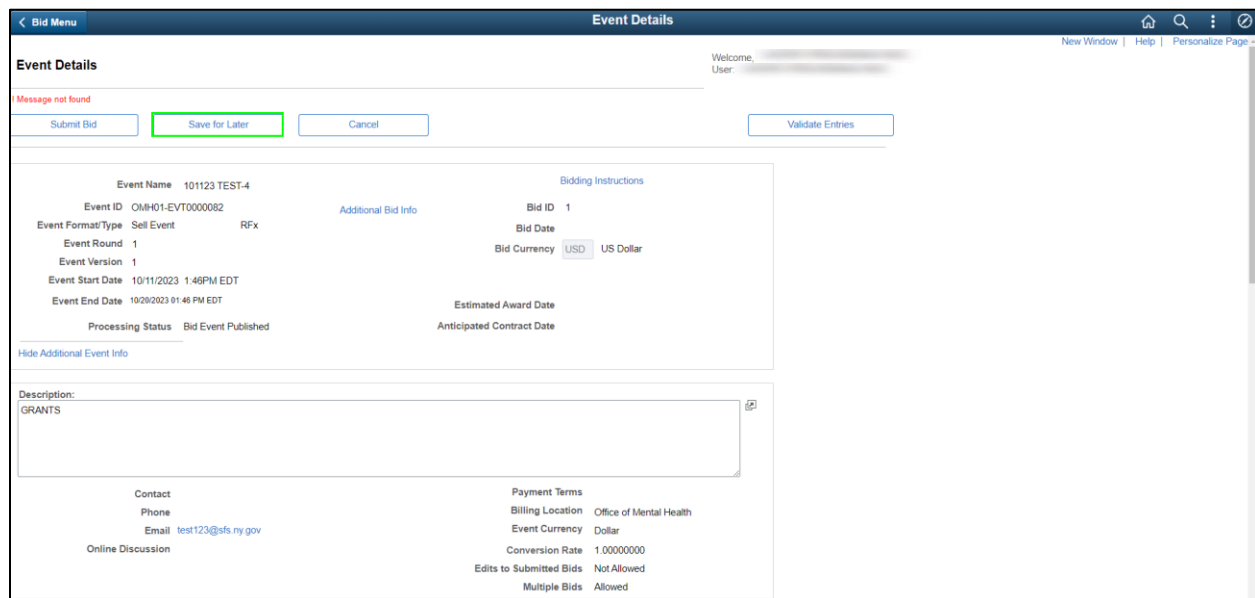 Bid Menu
Event Details
New Window | Help | Personalize Page
Event Details
Welcome,
User:
! Message not found
Submit Bid
Save for Later
Cancel
Validate Entries
Event Name 101123 TEST-4
Bidding Instructions
Event ID OMH01-EVT0000082
Additional Bid Info
Bid ID 1
Event Format/Type Sell Event RFx
Bid Date
Event Round 1
Bid Currency USD US Dollar
Event Version 1
Event Start Date 10/11/2023 1:46PM EDT
Event End Date 10/20/2023 01:46 PM EDT
Estimated Award Date
Processing Status Bid Event Published
Anticipated Contract Date
Hide Additional Event Info
Description:
GRANTS
Contact
Payment Terms
Phone
Billing Location Office of Mental Health
Email test123@sfs.ny.gov
Event Currency Dollar
Online Discussion
Conversion Rate 1.00000000
Edits to Submitted Bids Not Allowed
Multiple Bids Allowed